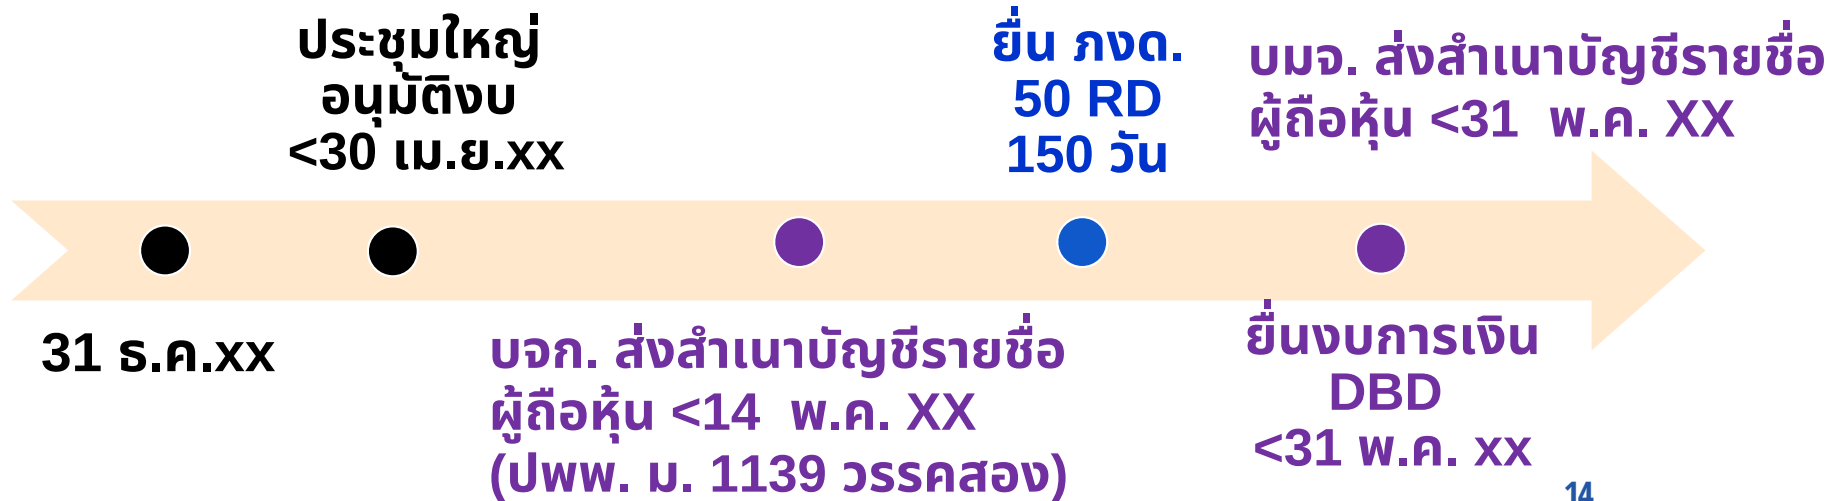 ประชุมใหญ่
อนุมัติงบ
<30 เม.ย.xx
ยื่น ภงด.
50 RD
150 วัน
บมจ. ส่งสำเนาบัญชีรายชื่อ
ผู้ถือหุ้น <31 พ.ค. XX
31 ธ.ค.xx
บจก. ส่งสำเนาบัญชีรายชื่อ
ผู้ถือหุ้น <14 พ.ค. XX
(ปพพ. ม. 1139 วรรคสอง)
ยื่นงบการเงิน
DBD
<31 พ.ค. xx
14